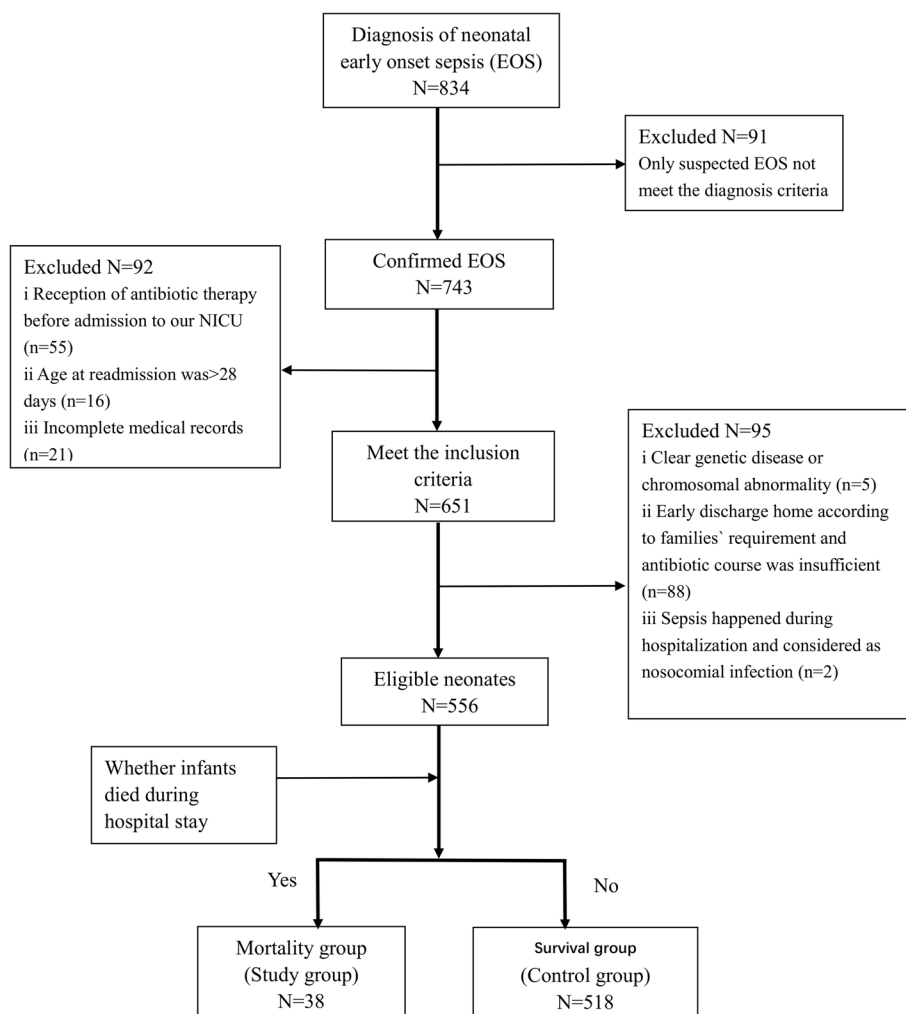 Diagnosis of neonatal
early onset sepsis (EOS)
N=834
Excluded N=91
Only suspected EOS not
meet the diagnosis criteria
Confirmed EOS
N=743
Excluded N=92
i Reception of antibiotic therapy
before admission to our NICU
(n=55)
ii Age at readmission was>28
days (n=16)
iii Incomplete medical records
(n=21)
Meet the inclusion
criteria
N=651
Excluded N=95
i Clear genetic disease or
chromosomal abnormality (n=5)
ii Early discharge home according
to families` requirement and
antibiotic course was insufficient
(n=88)
iii Sepsis happened during
hospitalization and considered as
nosocomial infection (n=2)
Eligible neonates
N=556
Whether infants
died during
hospital stay
Yes
No
Mortality group
(Study group)
N=38
Survival group
(Control group)
N=518